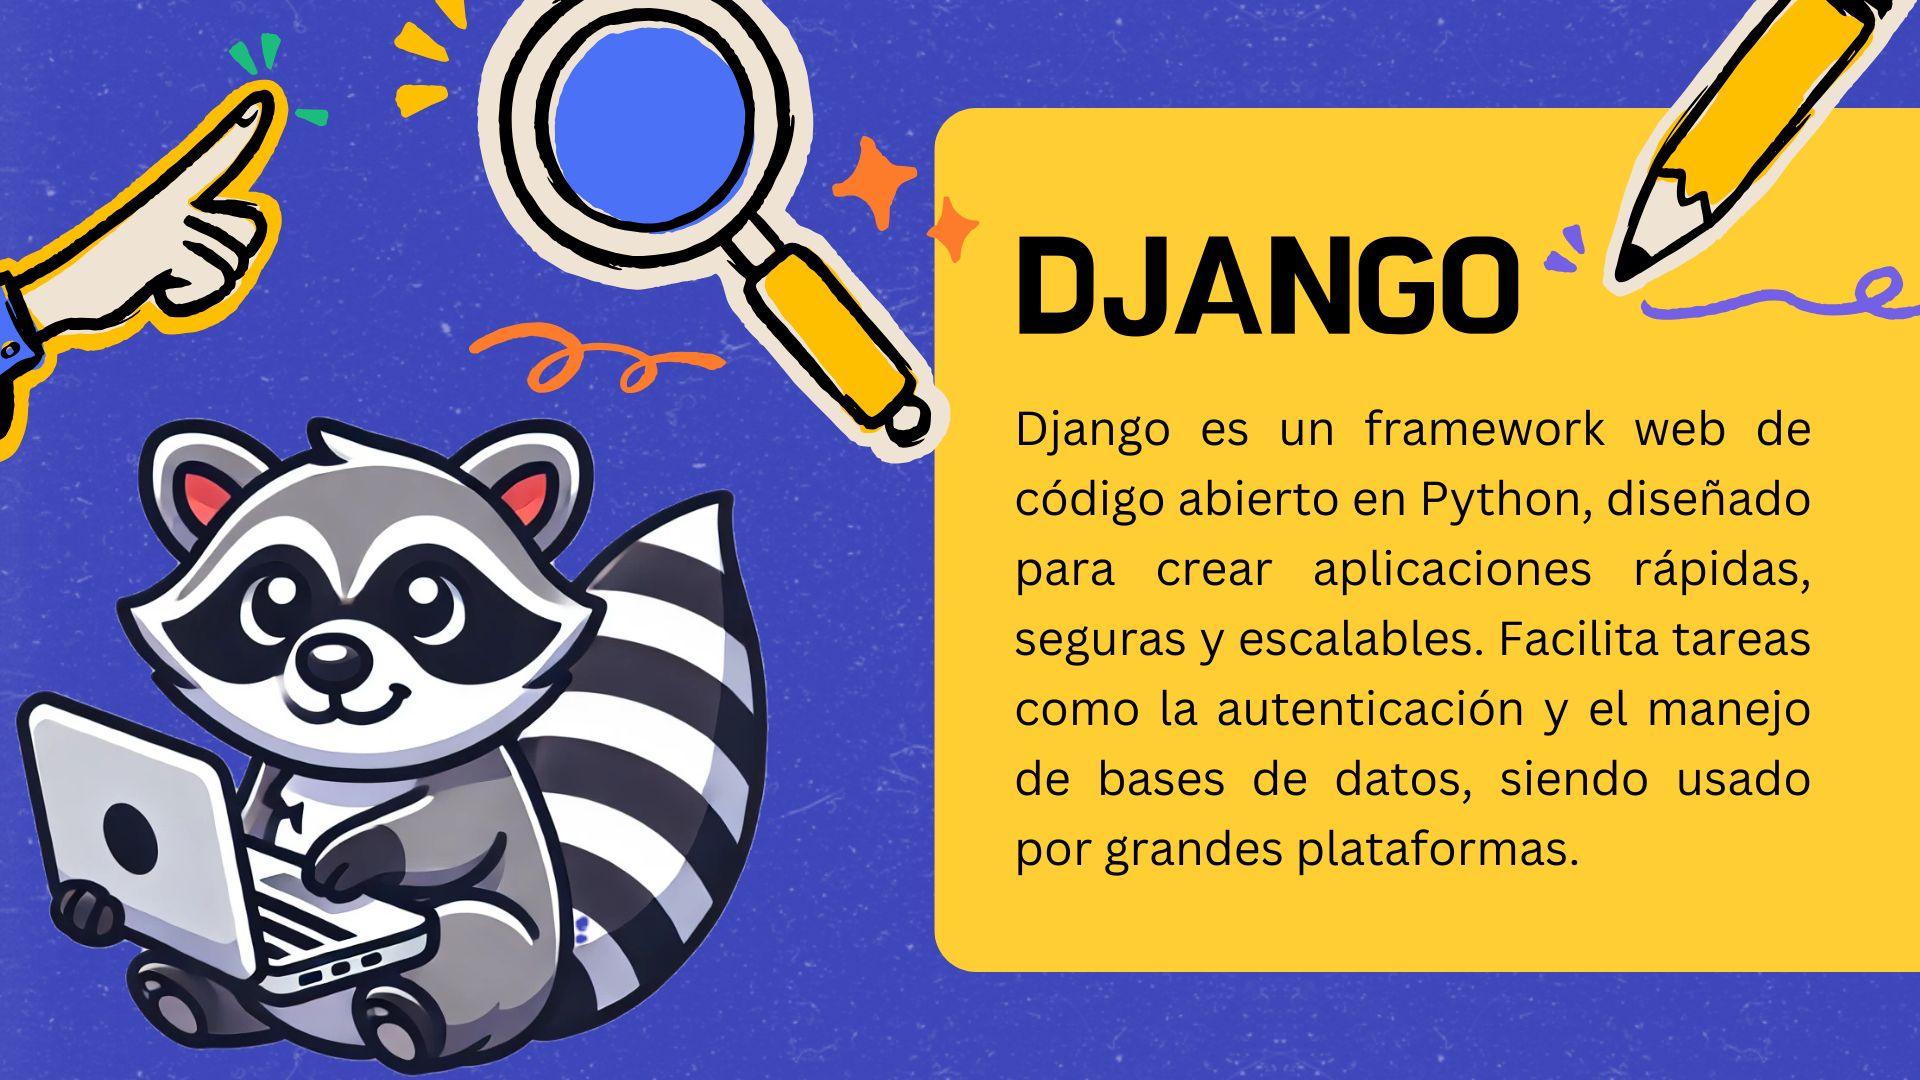 DJANGO
Django es un framework web de
código abierto en Python, diseñado
para crear aplicaciones rápidas,
seguras y escalables. Facilita tareas
como la autenticación y el manejo
de bases de datos, siendo usado
por grandes plataformas.